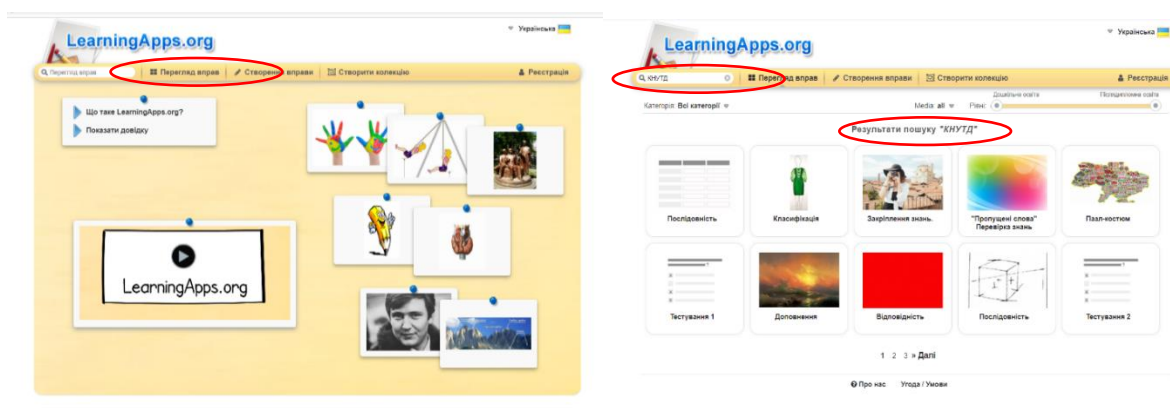 LearningApps.org
Українська
Перегляд вправ
Перегляд вправ
Створення вправи
Створити колекцію
Реєстрація
Що таке LearningApps.org?
Показати довідку
LearningApps.org
LearningApps.org
Українська
КНУТД
Перегляд вправ
Створення вправи
Створити колекцію
Реєстрація
Категорія: Всі категорії
Media: all
Рівні:
Дошкільна освіта
Післядипломна освіта
Результати пошуку "КНУТД"
Послідовність
Класифікація
Закріплення знань.
"Пропущені слова"
Перевірка знань
Пазл-костюм
Тестування 1
Доповнення
Відповідність
Послідовність
Тестування 2
1 2 3 » Далі
Про нас
Угода / Умови